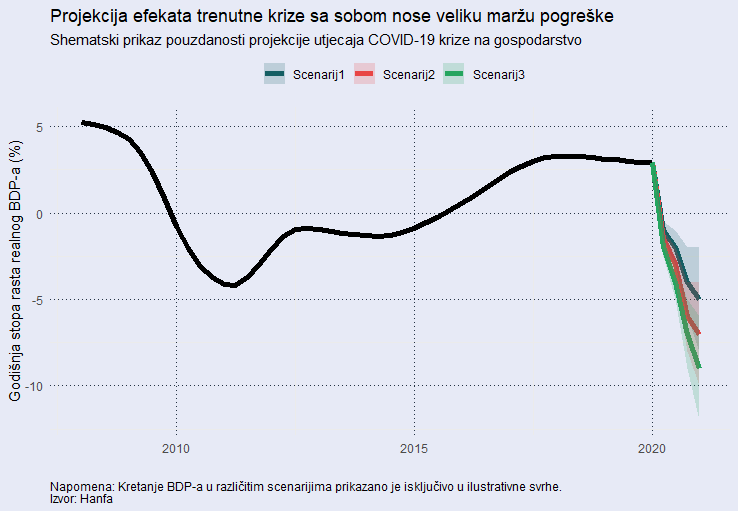 Projekcija efekata trenutne krize sa sobom nose veliku maržu pogreške
Shematski prikaz pouzdanosti projekcije utjecaja COVID-19 krize na gospodarstvo
Scenarij1 Scenarij2 Scenarij3
Godišnja stopa rasta realnog BDP-a (%)
5
0
-5
-10
2010 2015 2020
Napomena: Kretanje BDP-a u različitim scenarijima prikazano je isključivo u ilustrativne svrhe.
Izvor: Hanfa